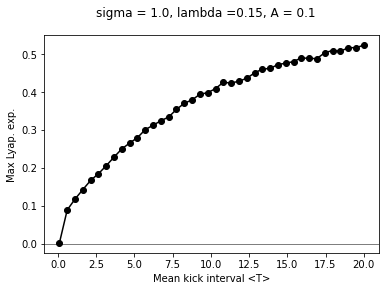 sigma = 1.0, lambda =0.15, A = 0.1
0.5
0.4
0.3
0.2
0.1
0.0
Max Lyap. exp.
0.0 2.5 5.0 7.5 10.0 12.5 15.0 17.5 20.0
Mean kick interval <T>